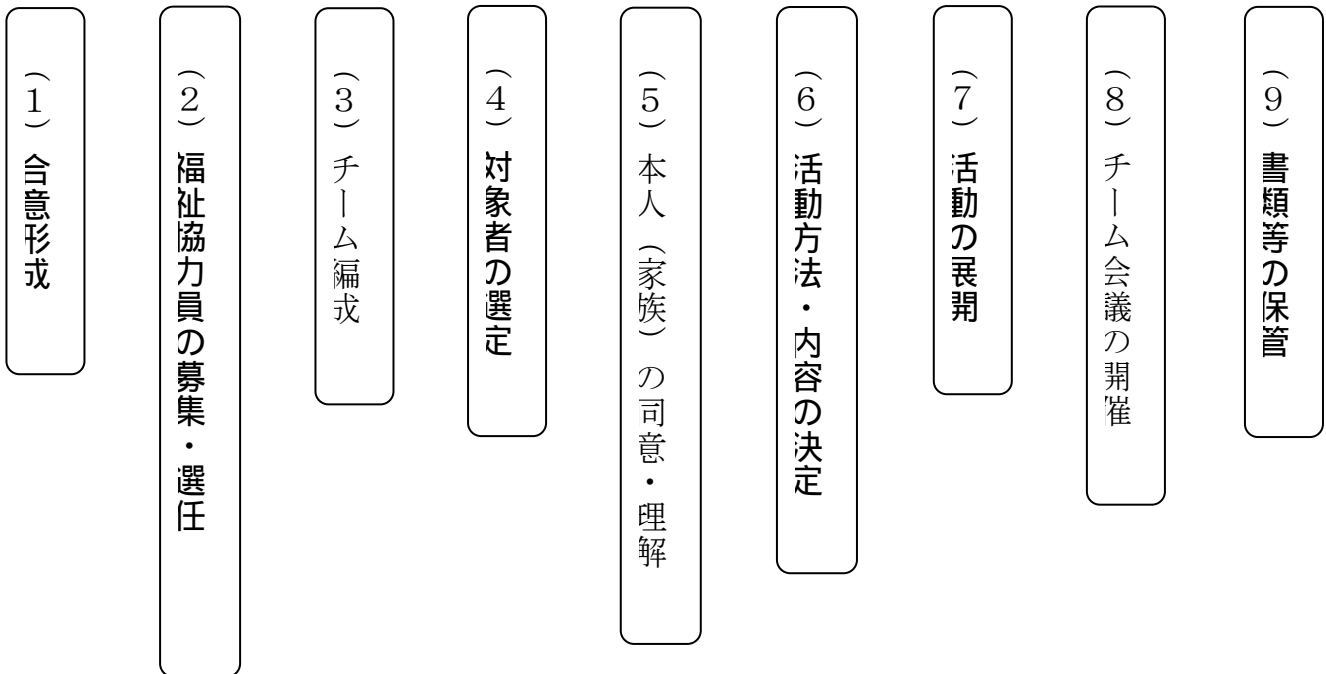 （１）合意形成
（２）福祉協力員の募集・選任
（３）チーム編成
（４）対象者の選定
（５）本人（家族）の同意・理解
（６）活動方法・内容の決定
（７）活動の展開
（８）チーム会議の開催
（９）書類等の保管